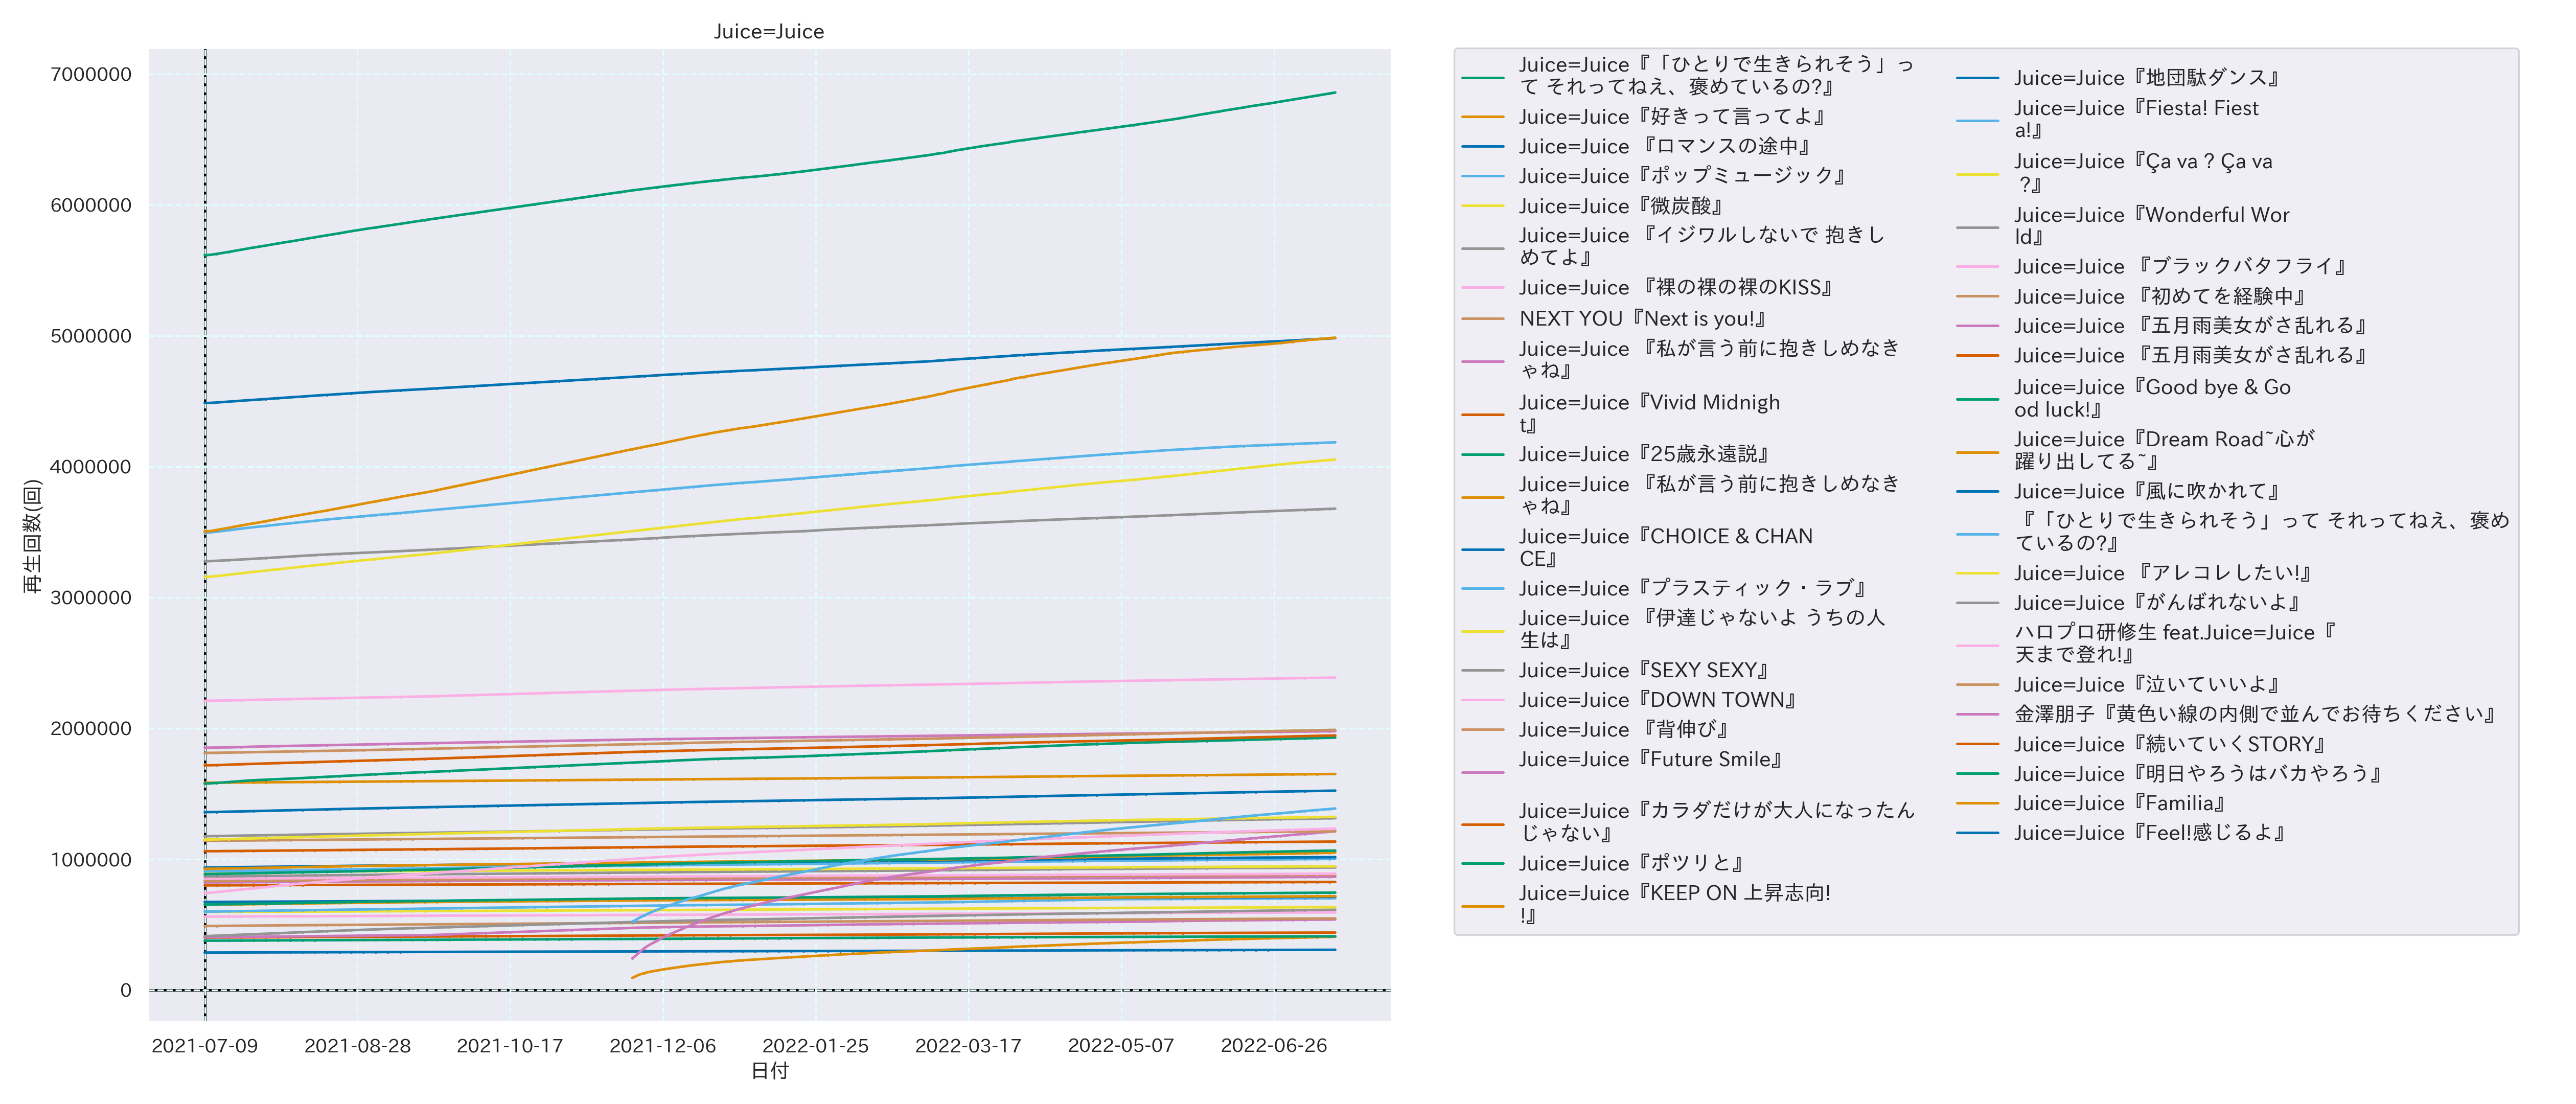 Juice=Juice
7000000
6000000
5000000
4000000
3000000
2000000
1000000
0
再生回数(回)
2021-07-09
2021-08-28
2021-10-17
2021-12-06
2022-01-25
2022-03-17
2022-05-07
2022-06-26
日付
Juice=Juice『「ひとりで生きられそう」っ
て それってねえ、褒めているの?』
Juice=Juice『好きって言ってよ』
Juice=Juice 『ロマンスの途中』
Juice=Juice『ポップミュージック』
Juice=Juice『微炭酸』
Juice=Juice 『イジワルしないで 抱きし
めてよ』
Juice=Juice 『裸の裸の裸のKISS』
NEXT YOU『Next is you!』
Juice=Juice 『私が言う前に抱きしめなき
ゃね』
Juice=Juice『Vivid Midnigh
t』
Juice=Juice『25歳永遠説』
Juice=Juice 『私が言う前に抱きしめなき
ゃね』
Juice=Juice『CHOICE & CHAN
CE』
Juice=Juice『プラスティック・ラブ』
Juice=Juice 『伊達じゃないよ うちの人
生は』
Juice=Juice『SEXY SEXY』
Juice=Juice『DOWN TOWN』
Juice=Juice 『背伸び』
Juice=Juice『Future Smile』
Juice=Juice『カラダだけが大人になったん
じゃない』
Juice=Juice『ポツリと』
Juice=Juice『KEEP ON 上昇志向!
!』
Juice=Juice『地団駄ダンス』
Juice=Juice『Fiesta! Fiest
a!』
Juice=Juice『Ça va ? Ça va
?』
Juice=Juice『Wonderful Wor
ld』
Juice=Juice 『ブラックバタフライ』
Juice=Juice 『初めてを経験中』
Juice=Juice 『五月雨美女がさ乱れる』
Juice=Juice 『五月雨美女がさ乱れる』
Juice=Juice『Good bye & Go
od luck!』
Juice=Juice『Dream Road~心が
躍り出してる~』
Juice=Juice『風に吹かれて』
『「ひとりで生きられそう」って それってねえ、褒め
ているの?』
Juice=Juice 『アレコレしたい!』
Juice=Juice『がんばれないよ』
ハロプロ研修生 feat.Juice=Juice『
天まで登れ!』
Juice=Juice『泣いていいよ』
金澤朋子『黄色い線の内側で並んでお待ちください』
Juice=Juice『続いていくSTORY』
Juice=Juice『明日やろうはバカやろう』
Juice=Juice『Familia』
Juice=Juice『Feel!感じるよ』